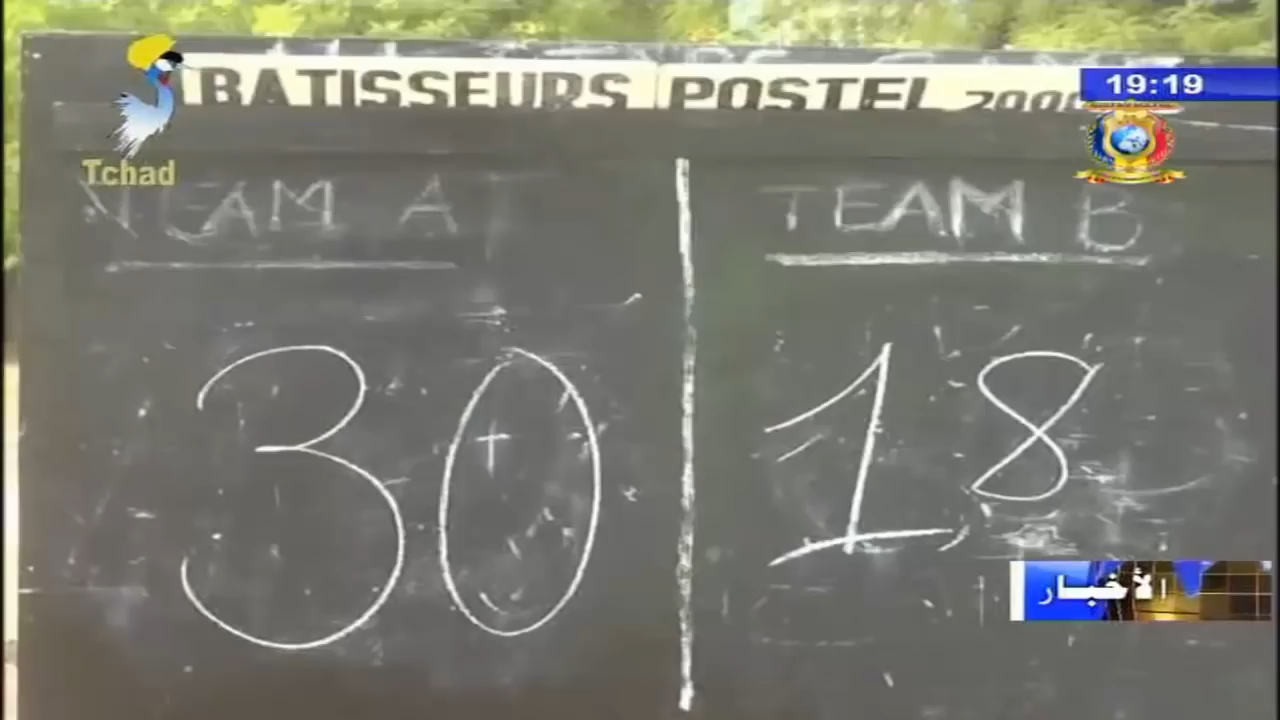 BATISSEURS POSTEL 2000
19:19
Tchad
TEAM A
TEAM B
30
18
الأخبار